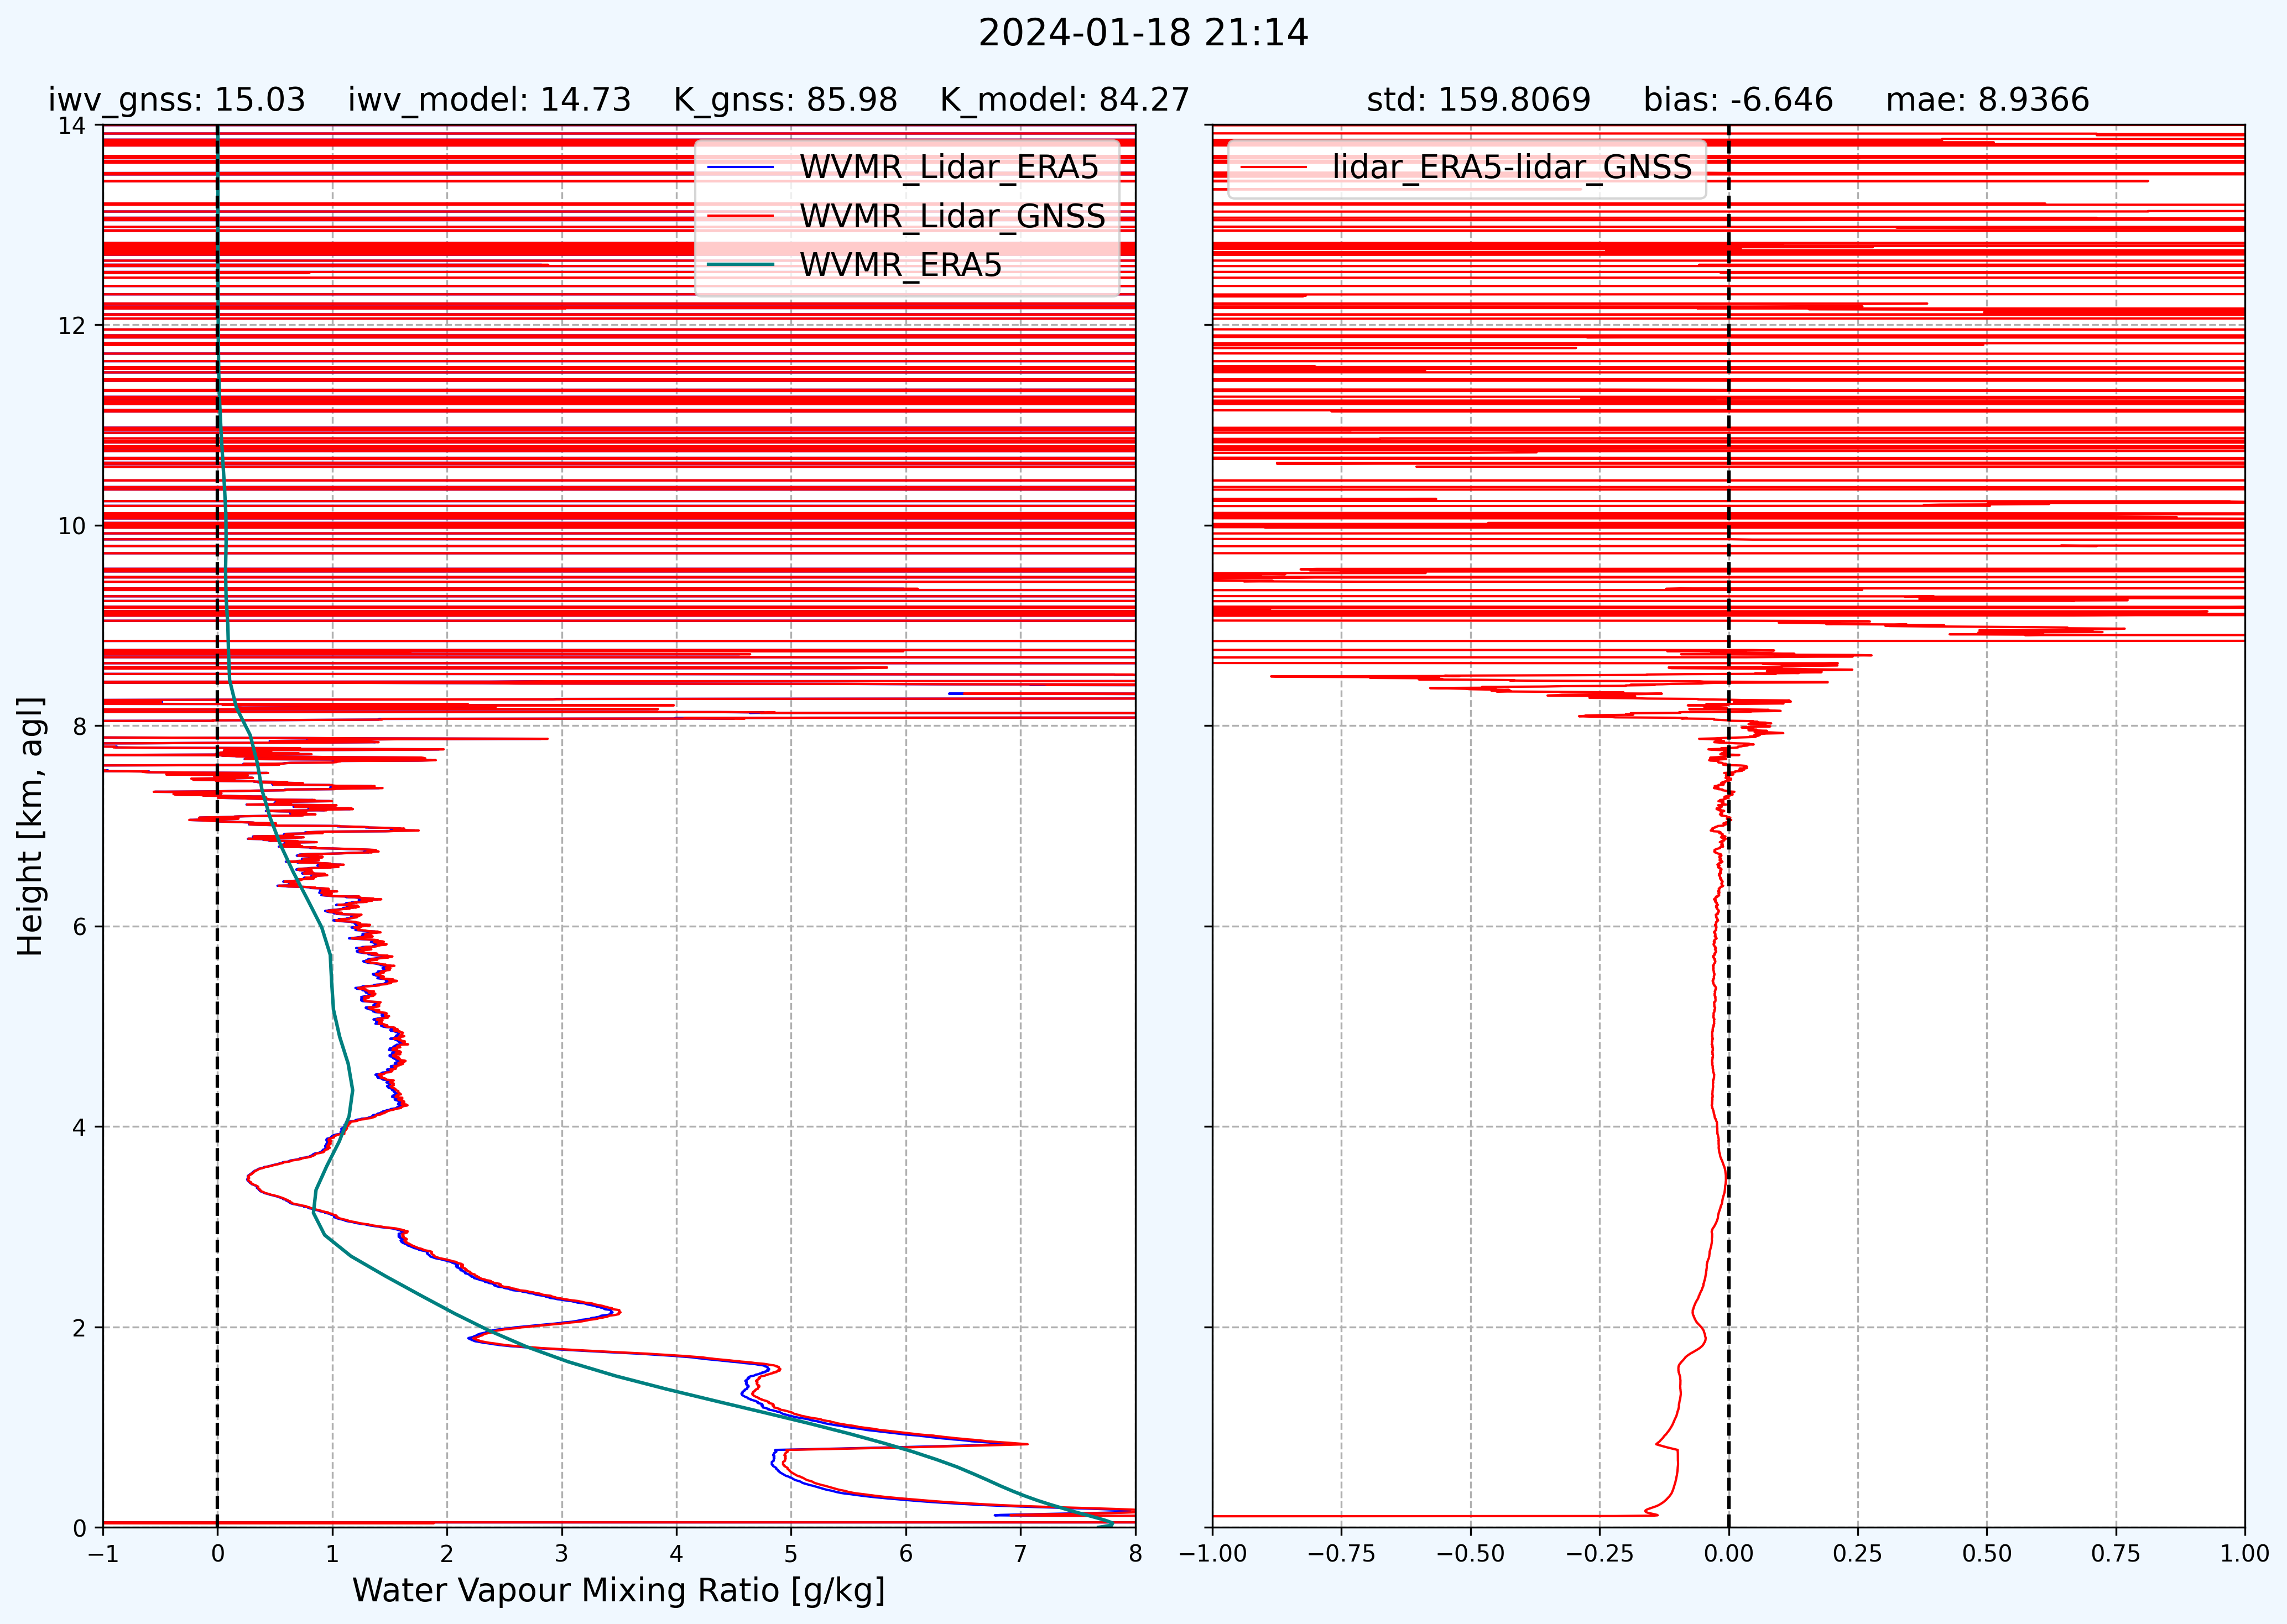 2024-01-18 21:14
iwv_gnss: 15.03 iwv_model: 14.73 K_gnss: 85.98 K_model: 84.27
std: 159.8069 bias: -6.646 mae: 8.9366
WVMR_Lidar_ERA5
WVMR_Lidar_GNSS
WVMR_ERA5
lidar_ERA5-lidar_GNSS
Height [km, agl]
14
12
10
8
6
4
2
0
−1 0 1 2 3 4 5 6 7 8
Water Vapour Mixing Ratio [g/kg]
−1.00 −0.75 −0.50 −0.25 0.00 0.25 0.50 0.75 1.00